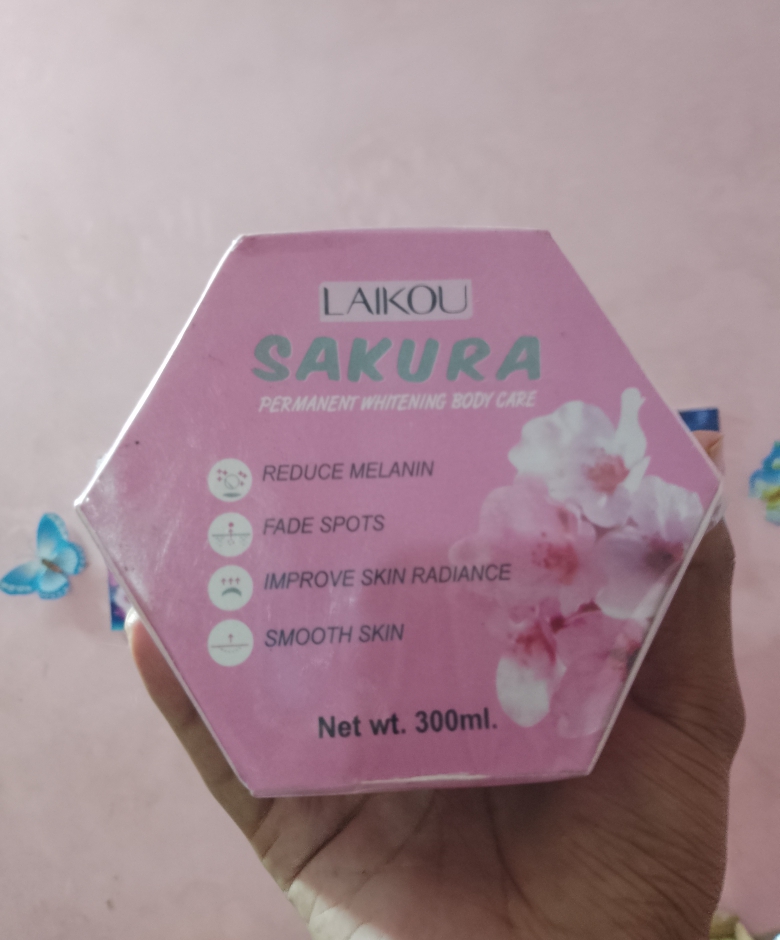 LAIKOU
SAKURA
PERMANENT WHITENING BODY CARE
REDUCE MELANIN
FADE SPOTS
IMPROVE SKIN RADIANCE
SMOOTH SKIN
Net wt. 300ml.